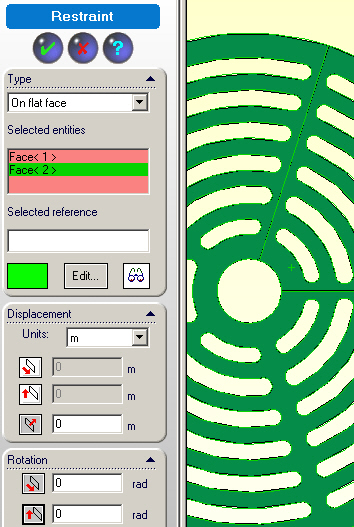 Restraint
Type
On flat face
Selected entities
Face< 1 >
Face< 2 >
Selected reference
Edit...
Displacement
Units: m
0 m
0 m
0 m
Rotation
0 rad
0 rad